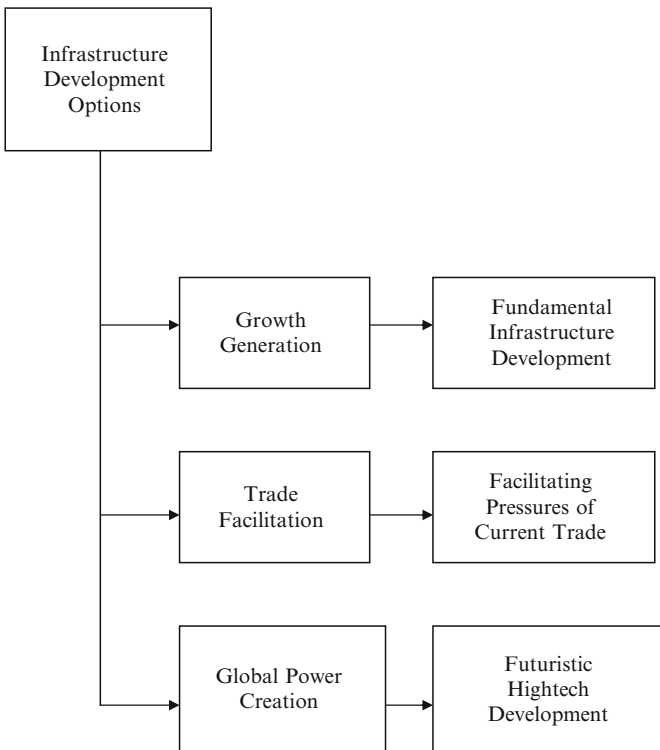 Infrastructure
Development
Options
Growth
Generation
Fundamental
Infrastructure
Development
Trade
Facilitation
Facilitating
Pressures of
Current Trade
Global Power
Creation
Futuristic
Hightech
Development